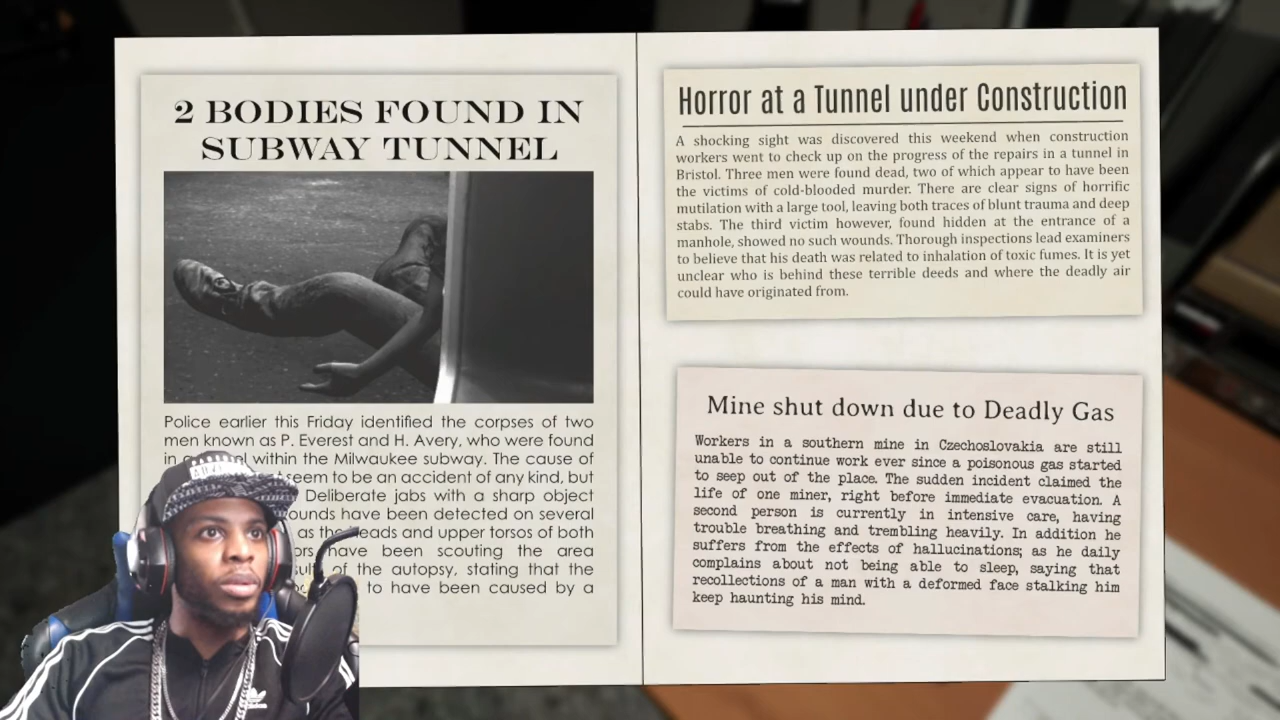 2 BODIES FOUND IN
SUBWAY TUNNEL
Police earlier this Friday identified the corpses of two
men known as P. Everest and H. Avery, who were found
in a within the Milwaukee subway. The cause of
seem to be an accident of any kind, but
Deliberate jabs with a sharp object
have been detected on several
as the heads and upper torsos of both
have been scouting the area
of the autopsy, stating that the
to have been caused by a
Horror at a Tunnel under Construction
A shocking sight was discovered this weekend when construction
workers went to check up on the progress of the repairs in a tunnel in
Bristol. Three men were found dead, two of which appear to have been
the victims of cold-blooded murder. There are clear signs of horrific
mutilation with a large tool, leaving both traces of blunt trauma and deep
stabs. The third victim however, found hidden at the entrance of a
manhole, showed no such wounds. Thorough inspections lead examiners
to believe that his death was related to inhalation of toxic fumes. It is yet
unclear who is behind these terrible deeds and where the deadly air
could have originated from.
Mine shut down due to Deadly Gas
Workers in a southern mine in Czechoslovakia are still
unable to continue work ever since a poisonous gas started
to seep out of the place. The sudden incident claimed the
life of one miner, right before immediate evacuation. A
second person is currently in intensive care, having
trouble breathing and trembling heavily. In addition he
suffers from the effects of hallucinations; as he daily
complains about not being able to sleep, saying that
recollections of a man with a deformed face stalking him
keep haunting his mind.